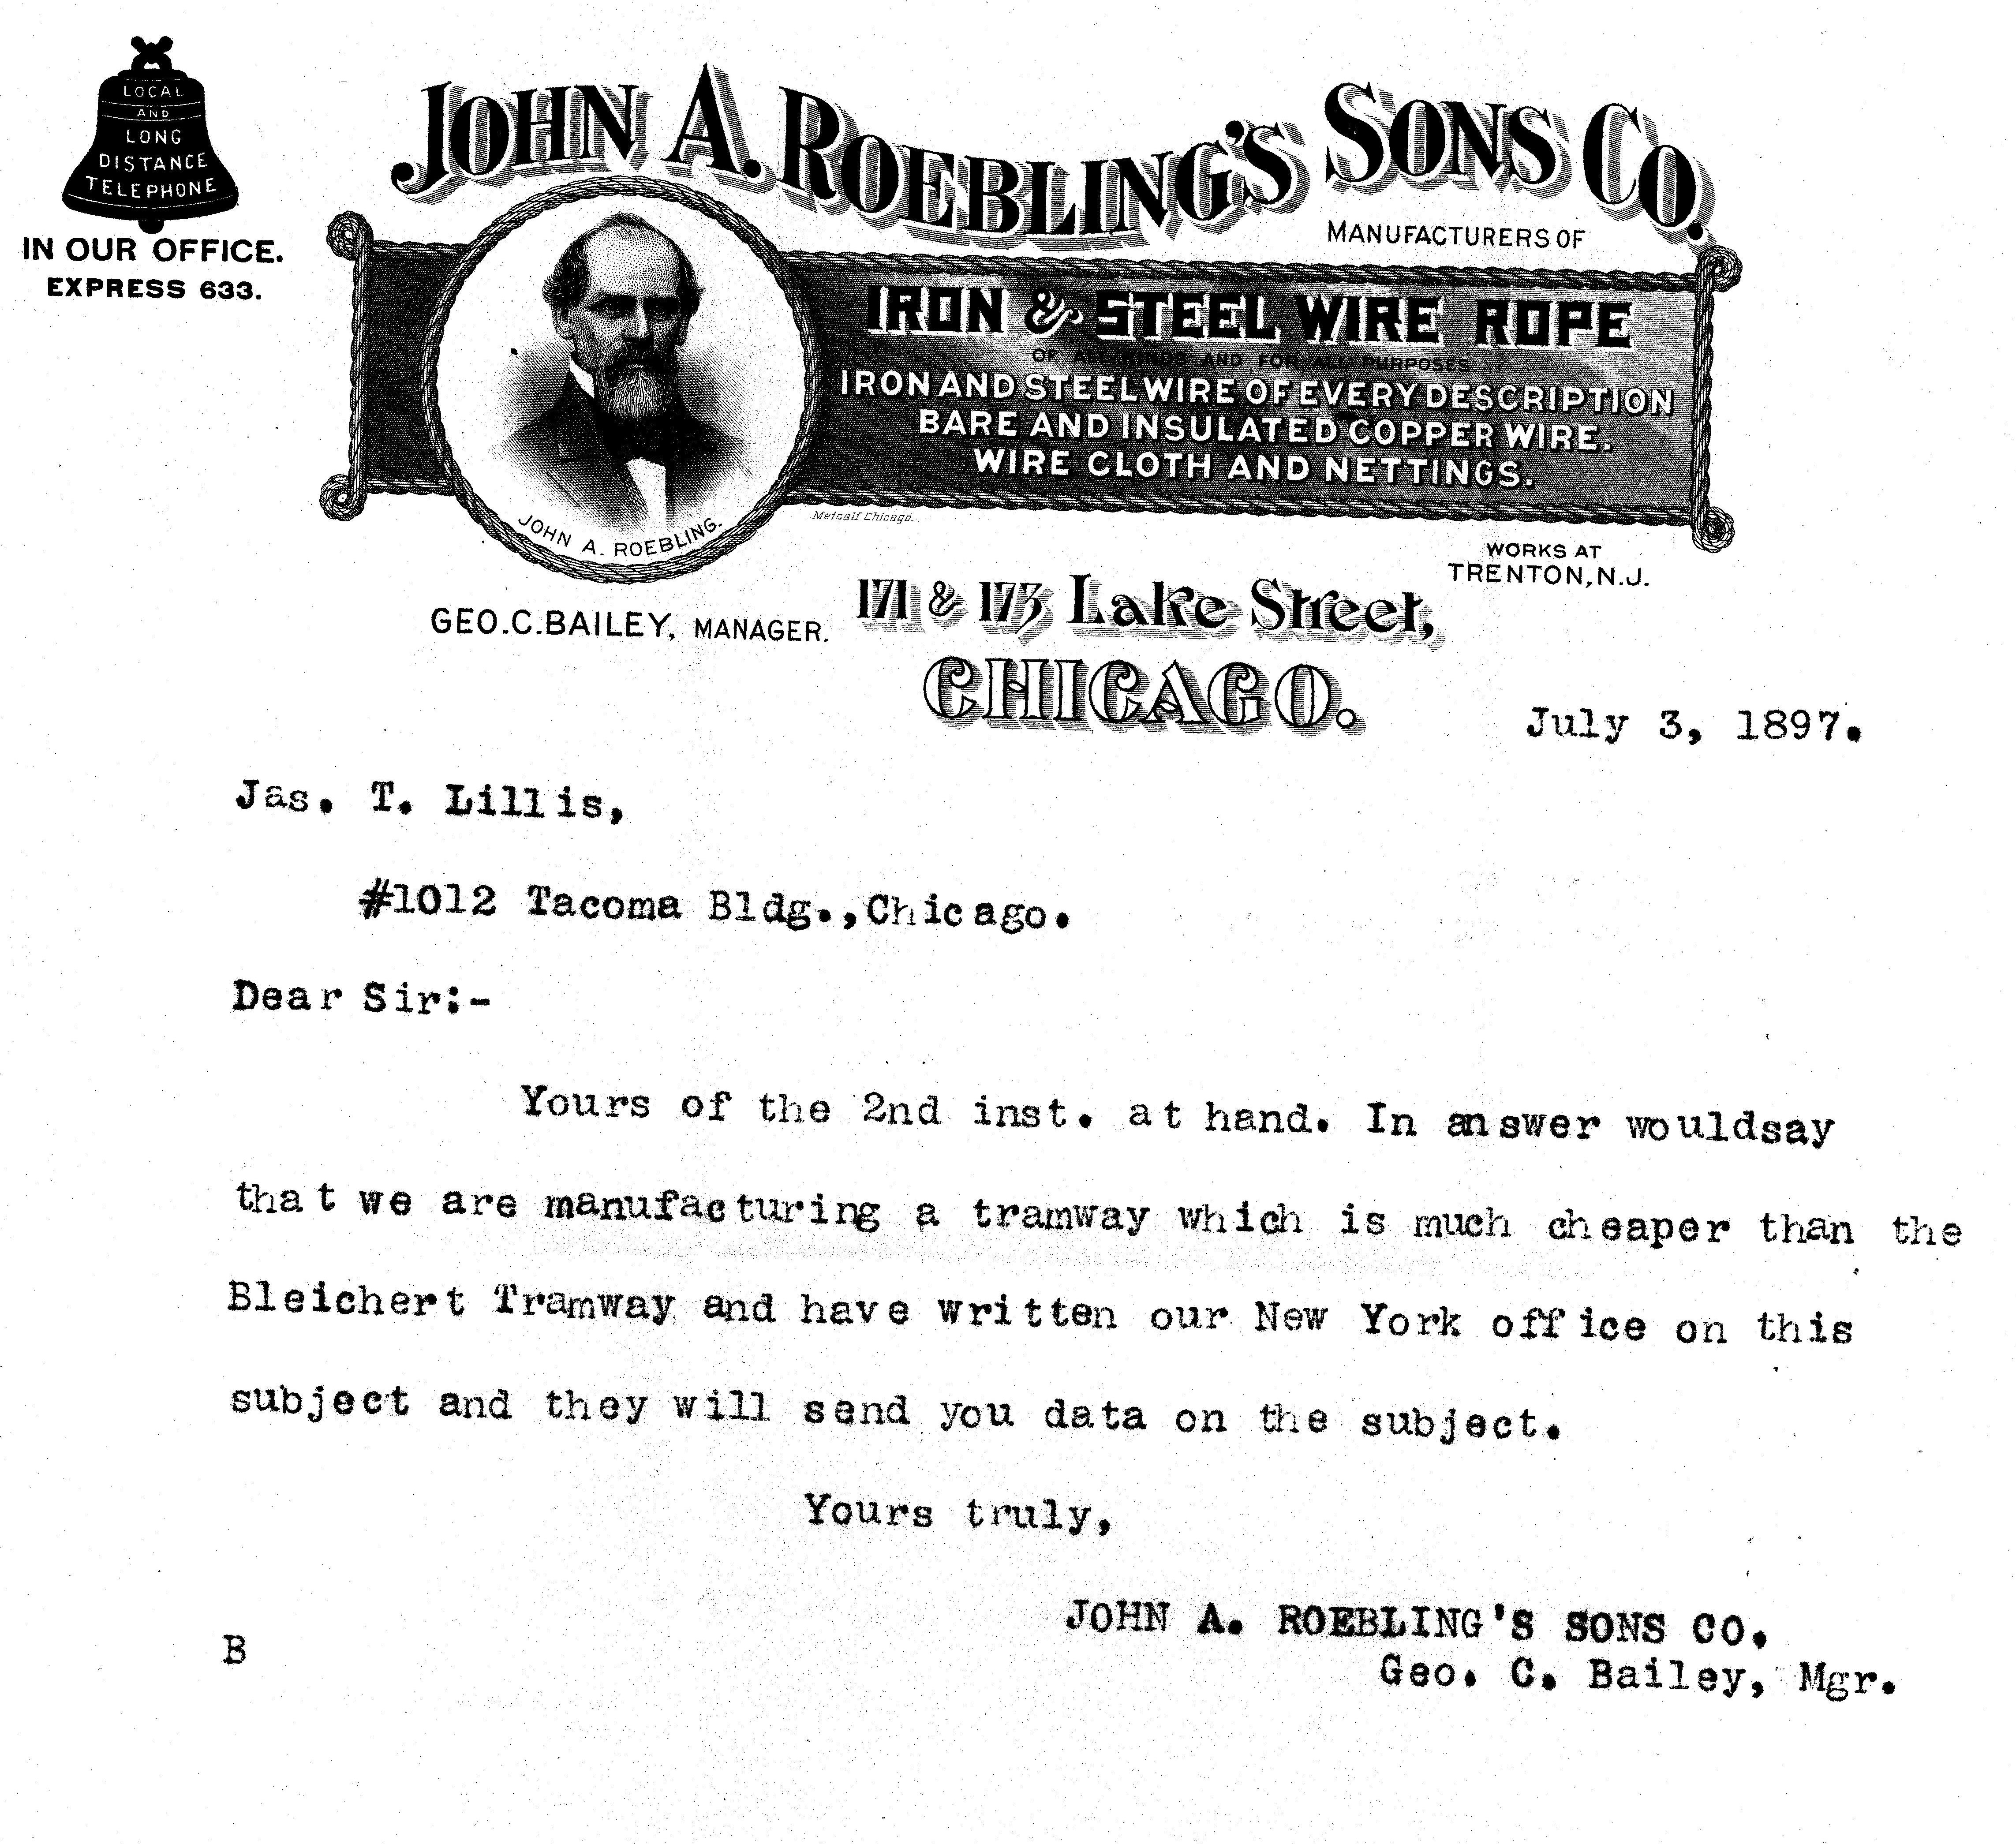 LOCAL
AND
LONG
DISTANCE
TELEPHONE
IN OUR OFFICE.
EXPRESS 633.
JOHN A. ROEBLING'S SONS CO.
MANUFACTURERS OF
IRON & STEEL WIRE ROPE
OF ALL KINDS AND FOR ALL PURPOSES
IRON AND STEEL WIRE OF EVERY DESCRIPTION
BARE AND INSULATED COPPER WIRE.
WIRE CLOTH AND NETTINGS.
JOHN A. ROEBLING.
Metcalf Chicago.
WORKS AT
TRENTON, N.J.
GEO. C. BAILEY, MANAGER.
171 & 173 Lake Street,
CHICAGO.
July 3, 1897.
Jas. T. Lillis,
#1012 Tacoma Bldg.,Chicago.
Dear Sir:-
Yours of the 2nd inst. at hand. In answer wouldsay
that we are manufacturing a tramway which is much cheaper than the
Bleichert Tramway and have written our New York office on this
subject and they will send you data on the subject.
Yours truly,
JOHN A. ROEBLING'S SONS CO.
B
Geo. C. Bailey, Mgr.